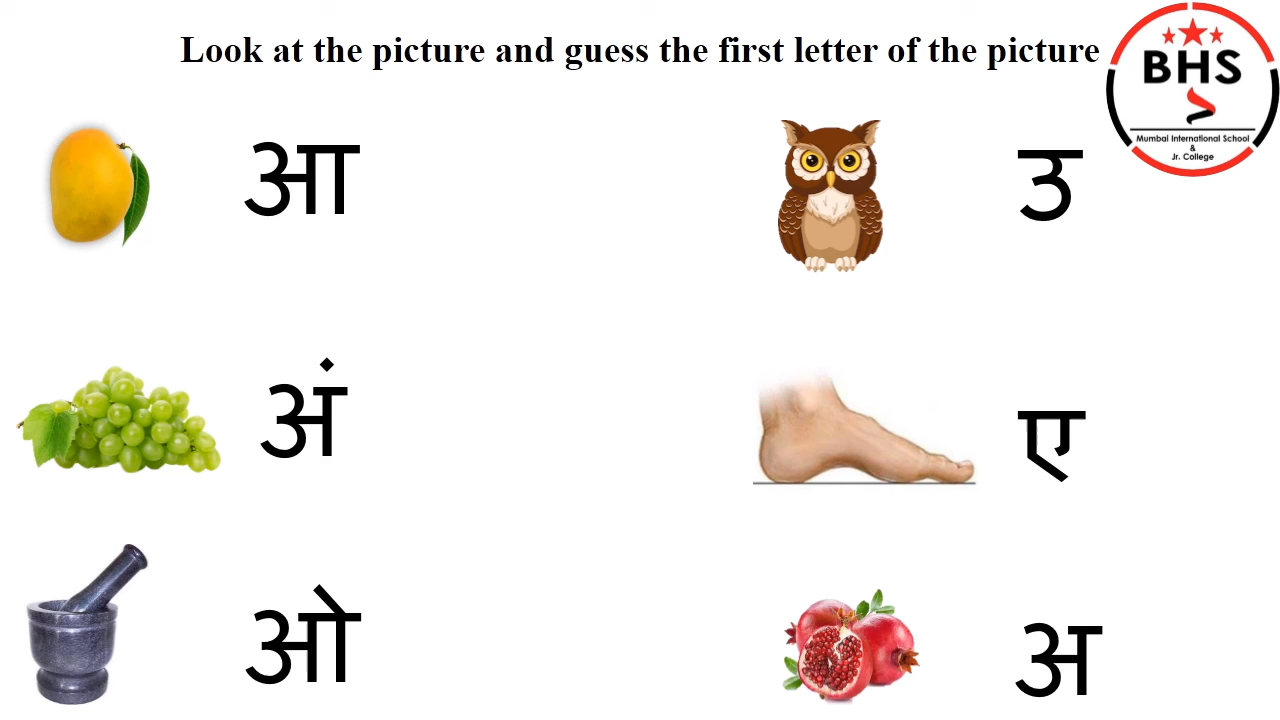 Look at the picture and guess the first letter of the picture
BHS
Mumbai International School
&
Jr. College
आ
उ
अं
ए
ओ
अ